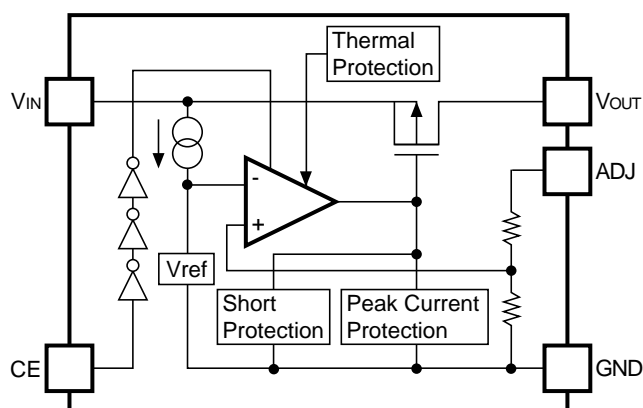 Thermal
Protection
VIN
VOUT
ADJ
-
+
Vref
Short
Protection
Peak Current
Protection
CE
GND